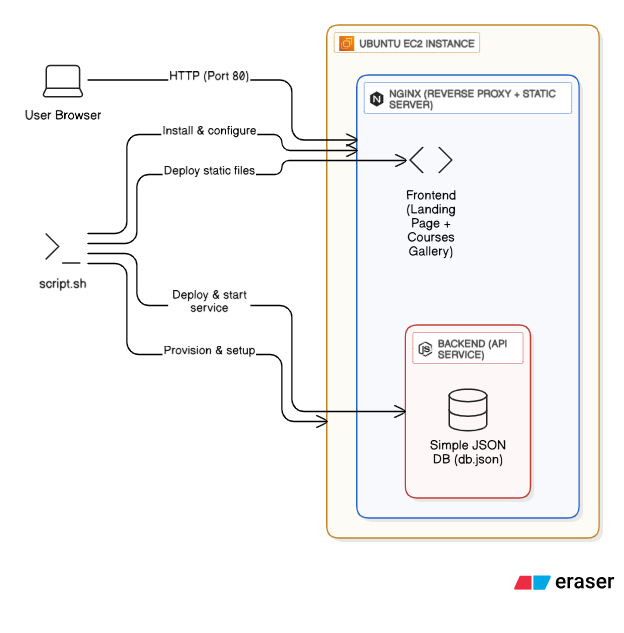 UBUNTU EC2 INSTANCE
HTTP (Port 80)
NGINX (REVERSE PROXY + STATIC
SERVER)
User Browser
Install & configure
Deploy static files
Frontend
(Landing
Page +
Courses
Gallery)
script.sh
Deploy & start
service
Provision & setup
BACKEND (API
SERVICE)
JS
Simple JSON
DB (db.json)
eraser